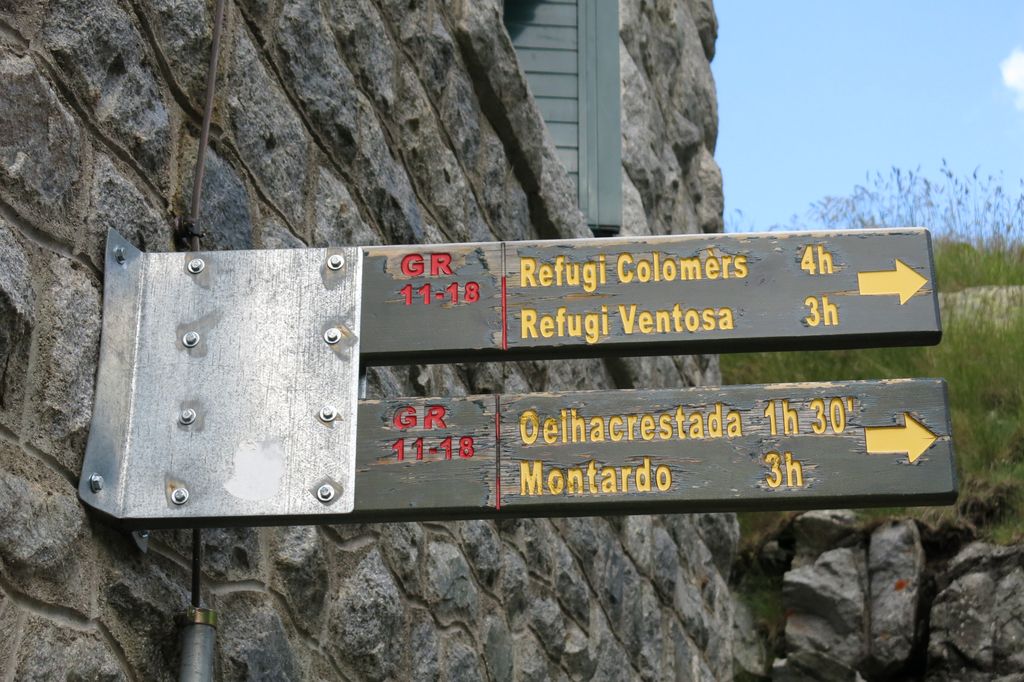 GR
11-18
Refugi Colomèrs 4h
Refugi Ventosa 3h
GR
11-18
Oelhacrestada 1h 30'
Montardo 3h